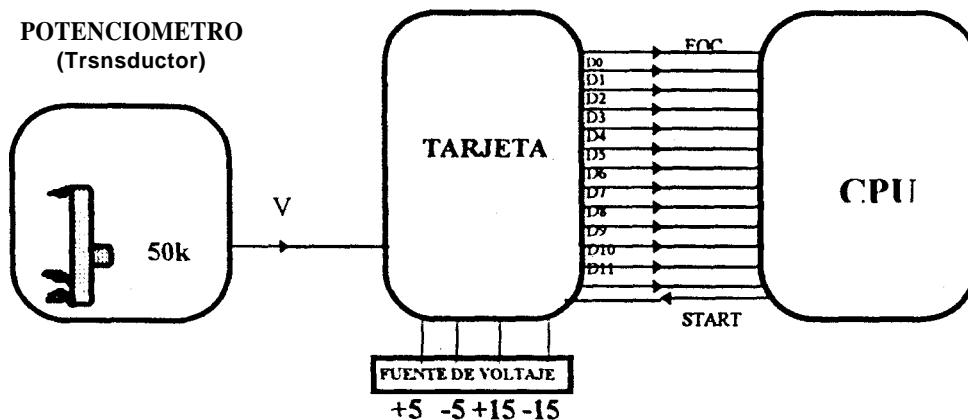 POTENCIOMETRO
(Trsnsductor)
50k
V
TARJETA
EOC
D0
D1
D2
D3
D4
D5
D6
D7
D8
D9
D10
D11
START
CPU
FUENTE DE VOLTAJE
+5 -5 +15 -15